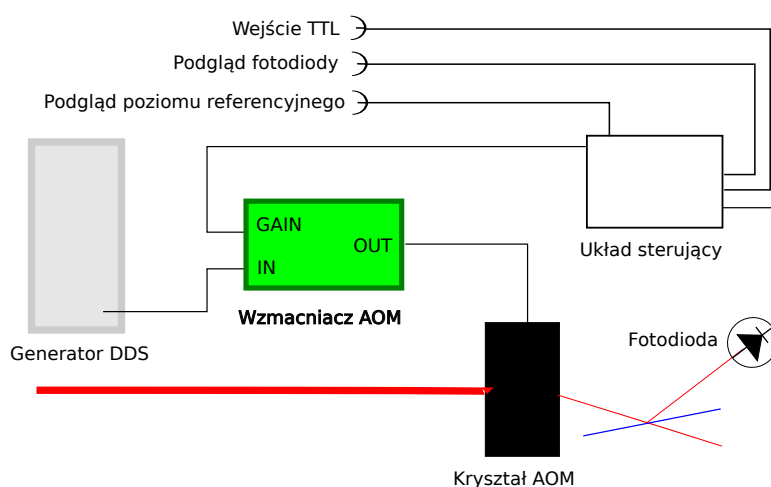 Wejście TTL
Podgląd fotodiody
Podgląd poziomu referencyjnego
GAIN
OUT
IN
Układ sterujący
Wzmacniacz AOM
Fotodioda
Generator DDS
Kryształ AOM